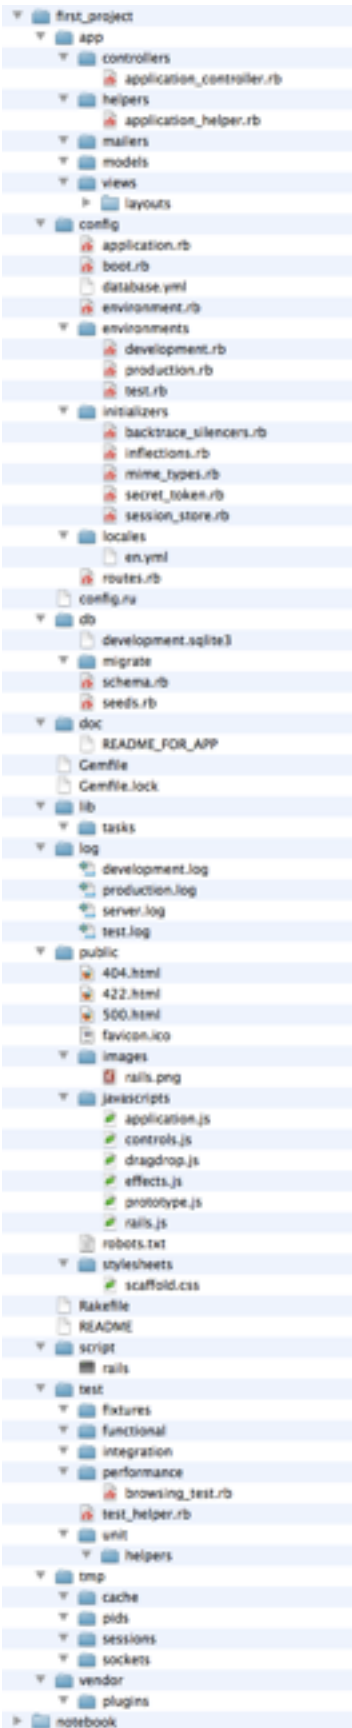 first_project
app
controllers
application_controller.rb
helpers
application_helper.rb
mailers
models
views
layouts
config
application.rb
boot.rb
database.yml
environment.rb
environments
development.rb
production.rb
test.rb
initializers
backtrace_silencers.rb
inflections.rb
mime_types.rb
secret_token.rb
session_store.rb
locales
en.yml
routes.rb
config.ru
db
development.sqlite3
migrate
schema.rb
seeds.rb
doc
README_FOR_APP
Gemfile
Gemfile.lock
lib
tasks
log
development.log
production.log
server.log
test.log
public
404.html
422.html
500.html
favicon.ico
images
rails.png
javascripts
application.js
controls.js
dragdrop.js
effects.js
prototype.js
rails.js
robots.txt
stylesheets
scaffold.css
Rakefile
README
script
rails
test
fixtures
functional
integration
performance
browsing_test.rb
test_helper.rb
unit
helpers
tmp
cache
pids
sessions
sockets
vendor
plugins
notebook